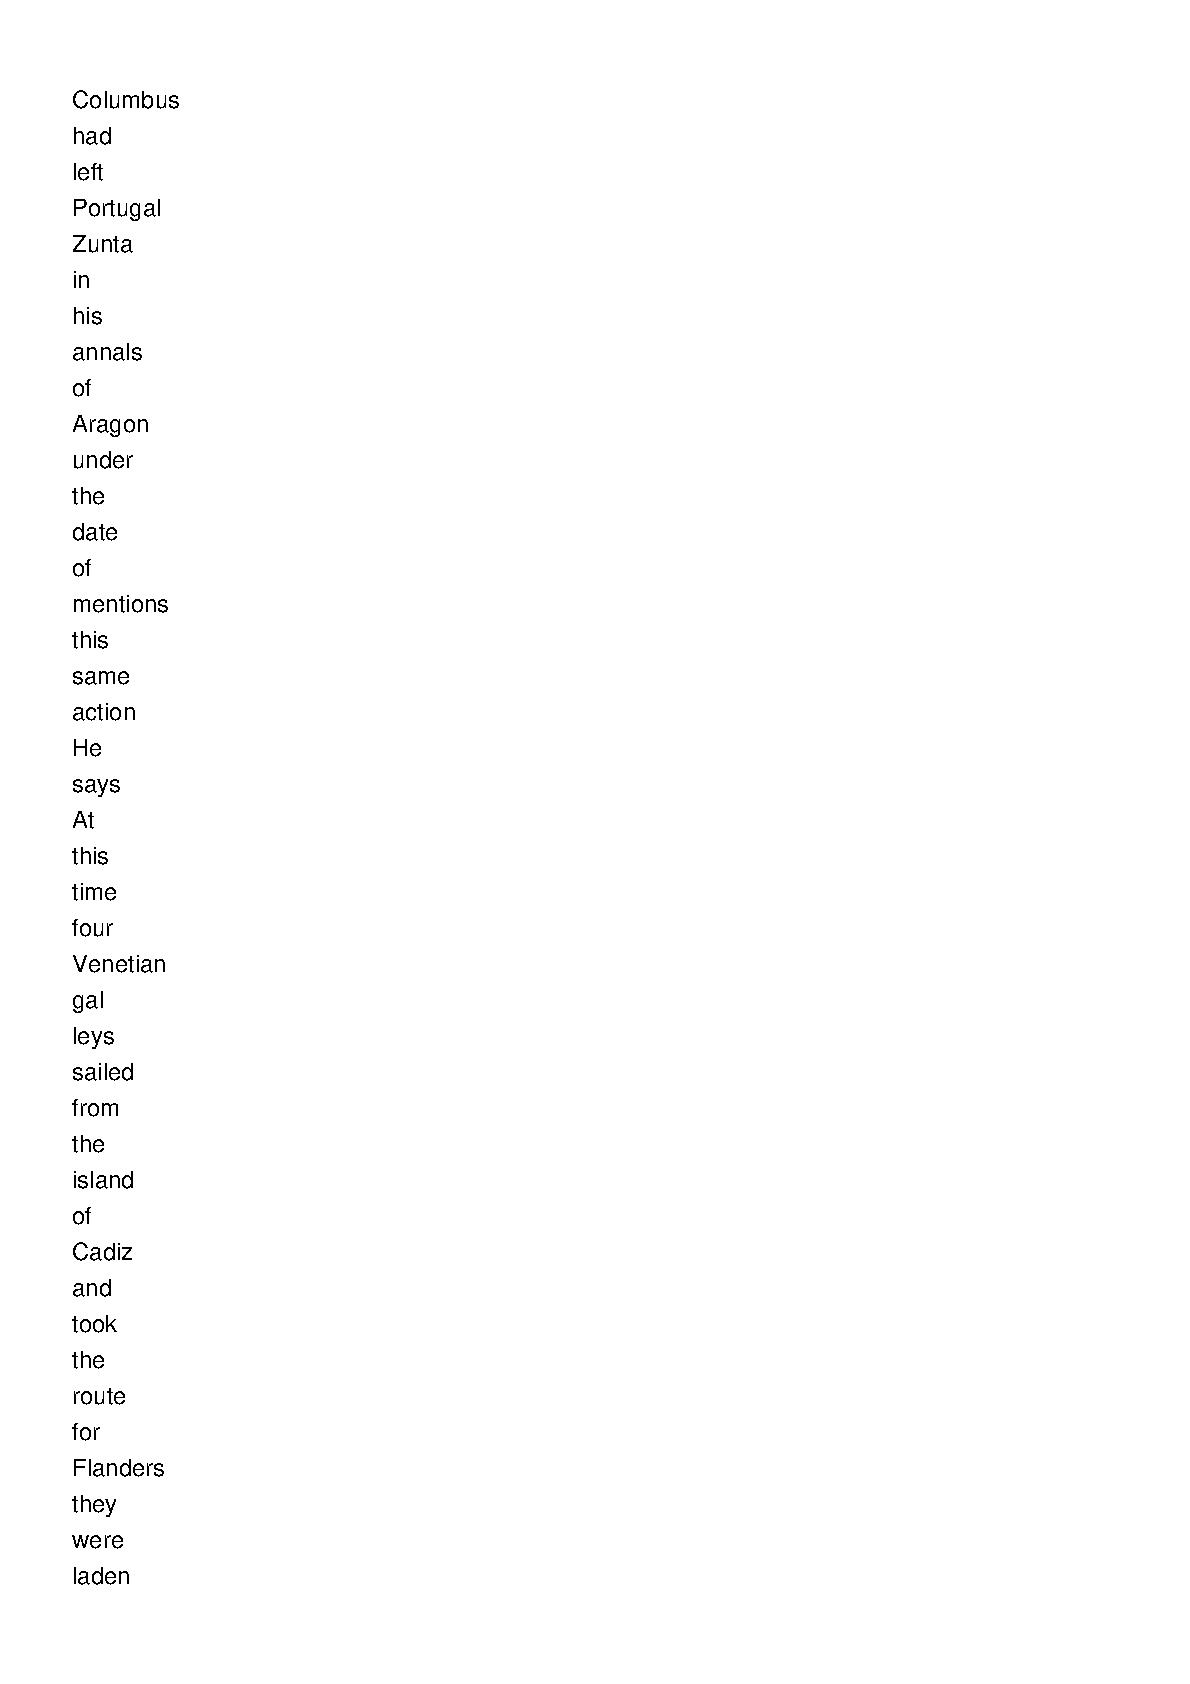 Columbus
had
left
Portugal
Zunta
in
his
annals
of
Aragon
under
the
date
of
mentions
this
same
action
He
says
At
this
time
four
Venetian
gal
leys
sailed
from
the
island
of
Cadiz
and
took
the
route
for
Flanders
they
were
laden